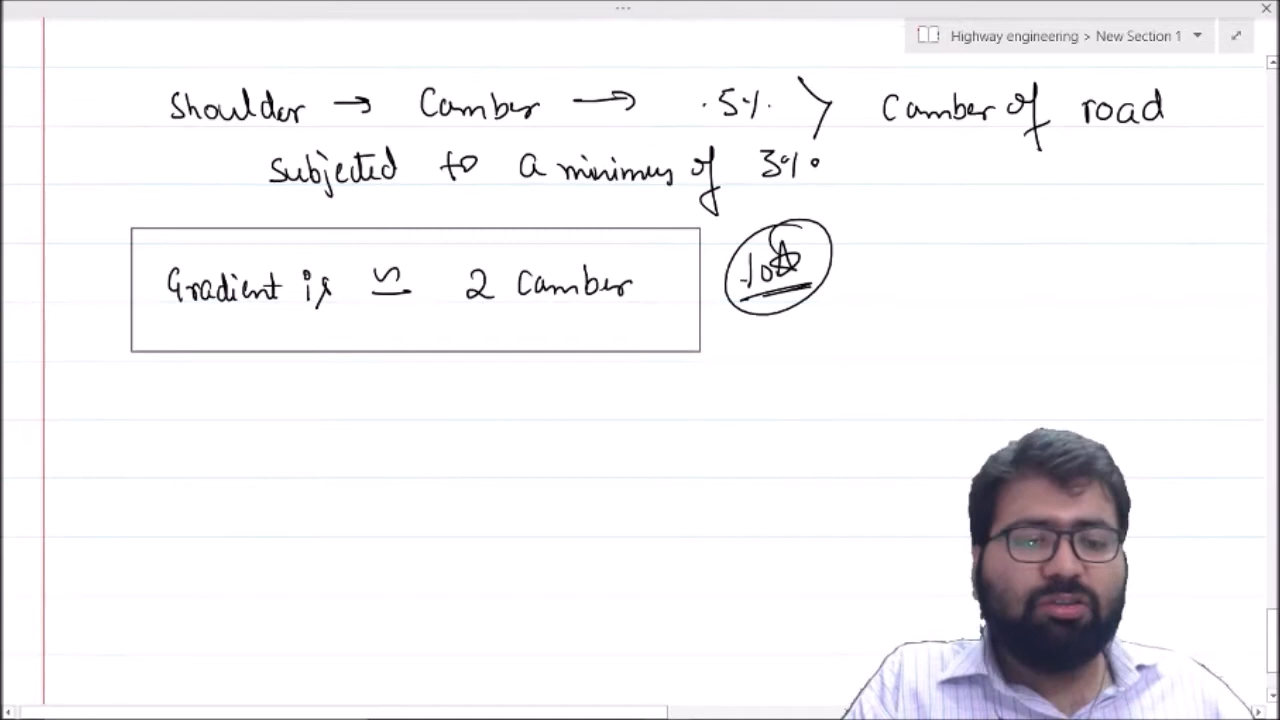 Highway engineering > New Section 1
Shoulder → Camber → .5% > Camber of road
subjected to a minimum of 3%
Gradient is ≃ 2 Camber